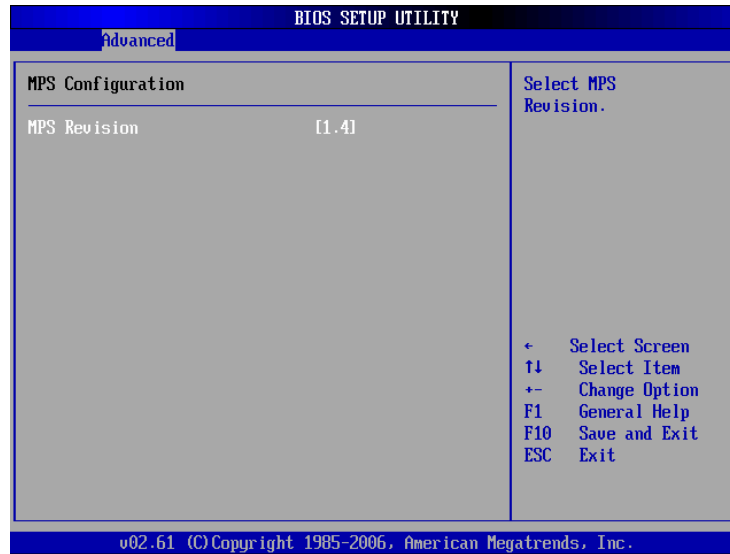 BIOS SETUP UTILITY
Advanced
MPS Configuration
MPS Revision [1.4]
Select MPS
Revision.
← Select Screen
↑↓ Select Item
+- Change Option
F1 General Help
F10 Save and Exit
ESC Exit
v02.61 (C)Copyright 1985-2006, American Megatrends, Inc.